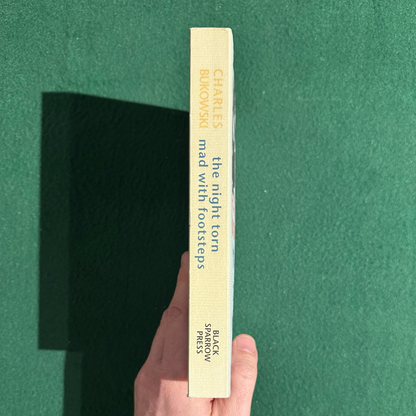 CHARLES
BUKOWSKI
the night torn
mad with footsteps
BLACK
SPARROW
PRESS